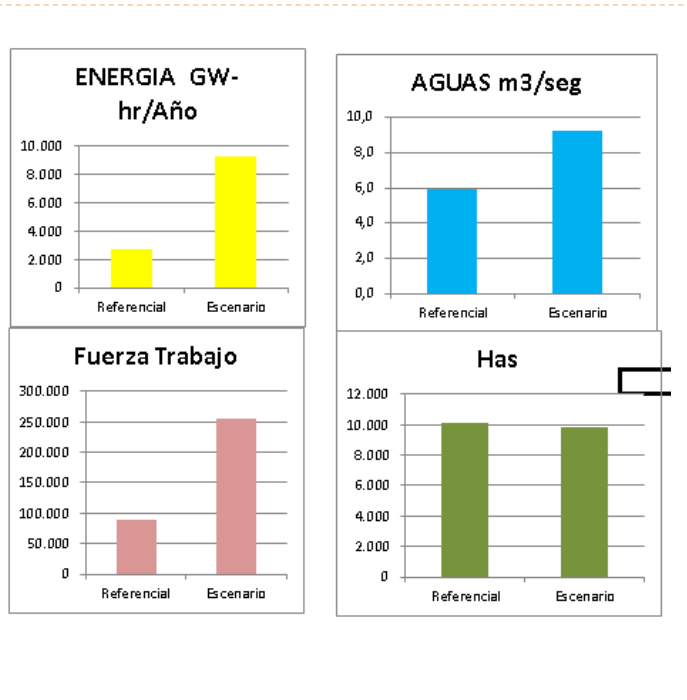 ENERGIA GW-
hr/Año
10.000
8.000
6.000
4.000
2.000
0
Referencial Escenario
AGUAS m3/seg
10,0
8,0
6,0
4,0
2,0
0,0
Referencial Escenario
Fuerza Trabajo
300.000
250.000
200.000
150.000
100.000
50.000
0
Referencial Escenario
Has
12.000
10.000
8.000
6.000
4.000
2.000
0
Referencial Escenario